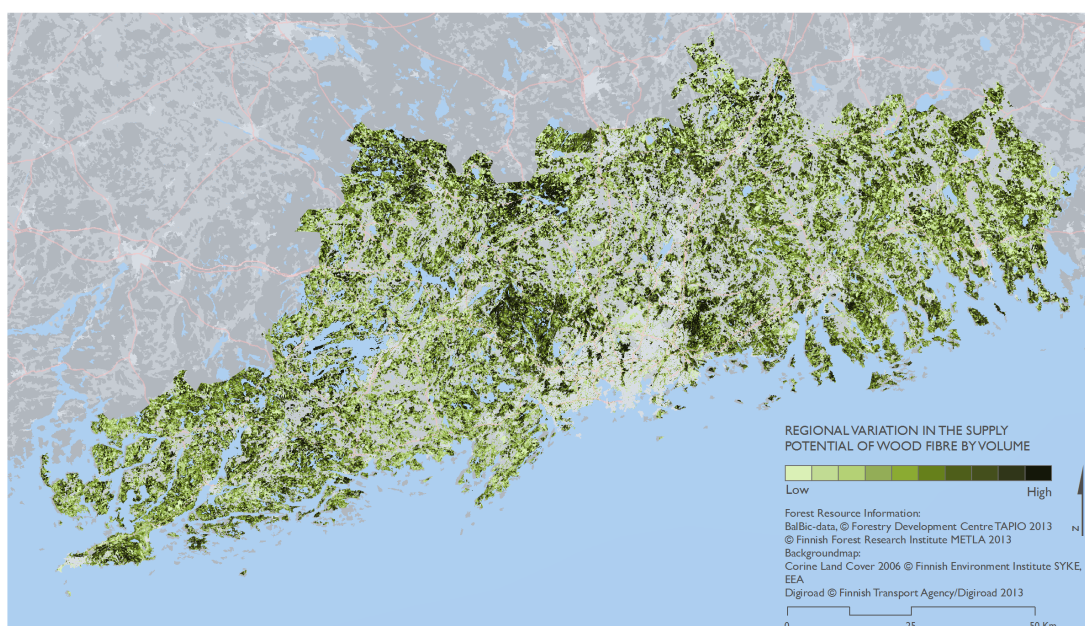 REGIONAL VARIATION IN THE SUPPLY
POTENTIAL OF WOOD FIBRE BY VOLUME
Low High
Forest Resource Information:
BalBic-data, © Forestry Development Centre TAPIO 2013
© Finnish Forest Research Institute METLA 2013
Backgroundmap:
Corine Land Cover 2006 © Finnish Environment Institute SYKE,
EEA
Digiroad © Finnish Transport Agency/Digiroad 2013
N
0 25 50 Km